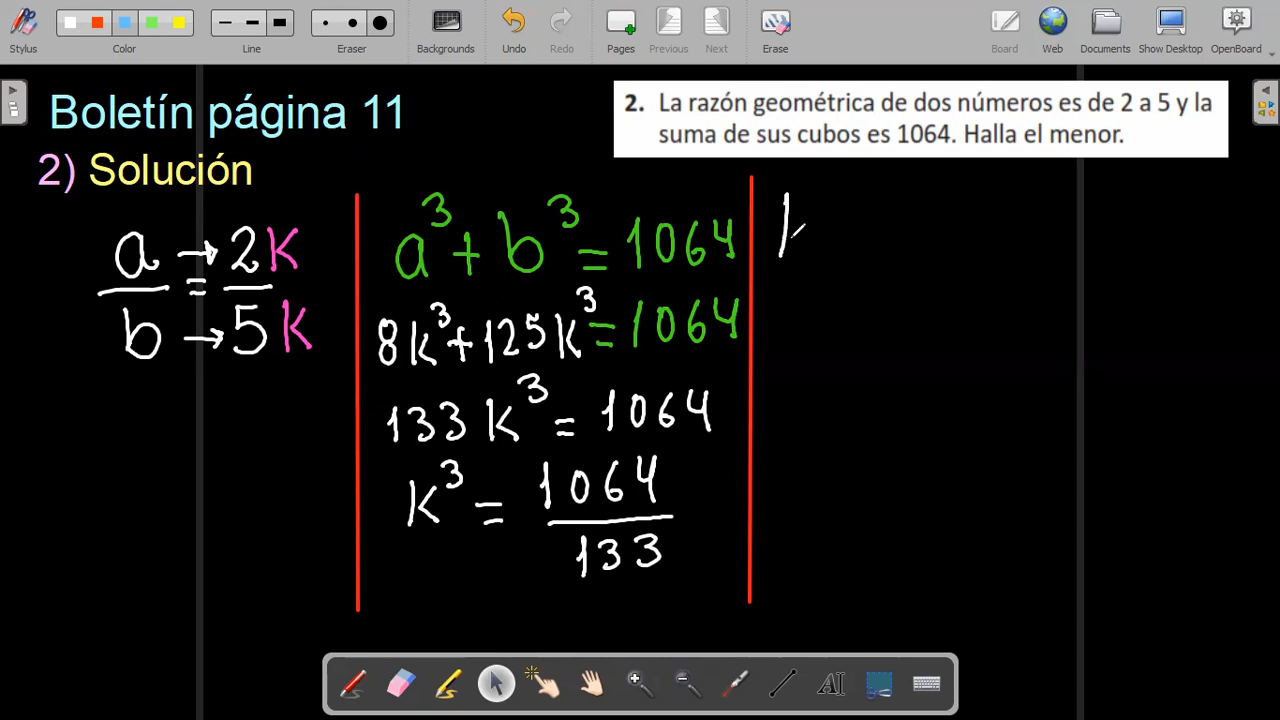 Stylus
Color
Line
Eraser
Backgrounds
Undo
Redo
Pages
Previous
Next
Erase
Board
Web
Documents
Show Desktop
OpenBoard
Boletín página 11
2. La razón geométrica de dos números es de 2 a 5 y la
suma de sus cubos es 1064. Halla el menor.
2) Solución
a → 2k
— = —
b → 5k
a³ + b³ = 1064
8k³ + 125k³ = 1064
133k³ = 1064
k³ = 1064
133
AI